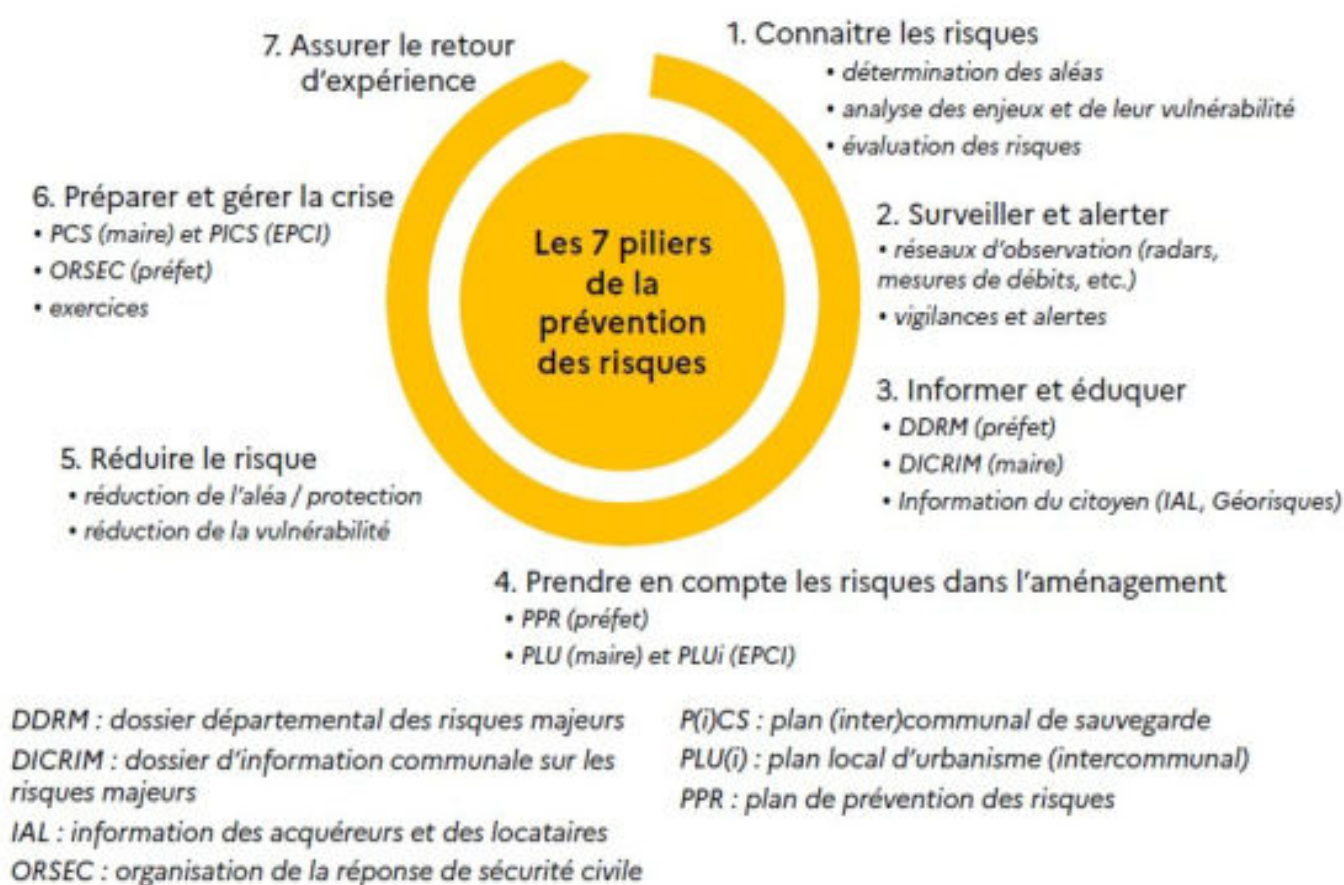 7. Assurer le retour
d'expérience
1. Connaitre les risques
• détermination des aléas
• analyse des enjeux et de leur vulnérabilité
• évaluation des risques
2. Surveiller et alerter
• réseaux d'observation (radars,
mesures de débits, etc.)
• vigilances et alertes
3. Informer et éduquer
• DDRM (préfet)
• DICRIM (maire)
• Information du citoyen (IAL, Géorisques)
4. Prendre en compte les risques dans l'aménagement
• PPR (préfet)
• PLU (maire) et PLUi (EPCI)
5. Réduire le risque
• réduction de l'aléa / protection
• réduction de la vulnérabilité
6. Préparer et gérer la crise
• PCS (maire) et PICS (EPCI)
• ORSEC (préfet)
• exercices
Les 7 piliers
de la
prévention
des risques
DDRM : dossier départemental des risques majeurs
DICRIM : dossier d'information communale sur les
risques majeurs
IAL : information des acquéreurs et des locataires
ORSEC : organisation de la réponse de sécurité civile
P(i)CS : plan (inter)communal de sauvegarde
PLU(i) : plan local d'urbanisme (intercommunal)
PPR : plan de prévention des risques